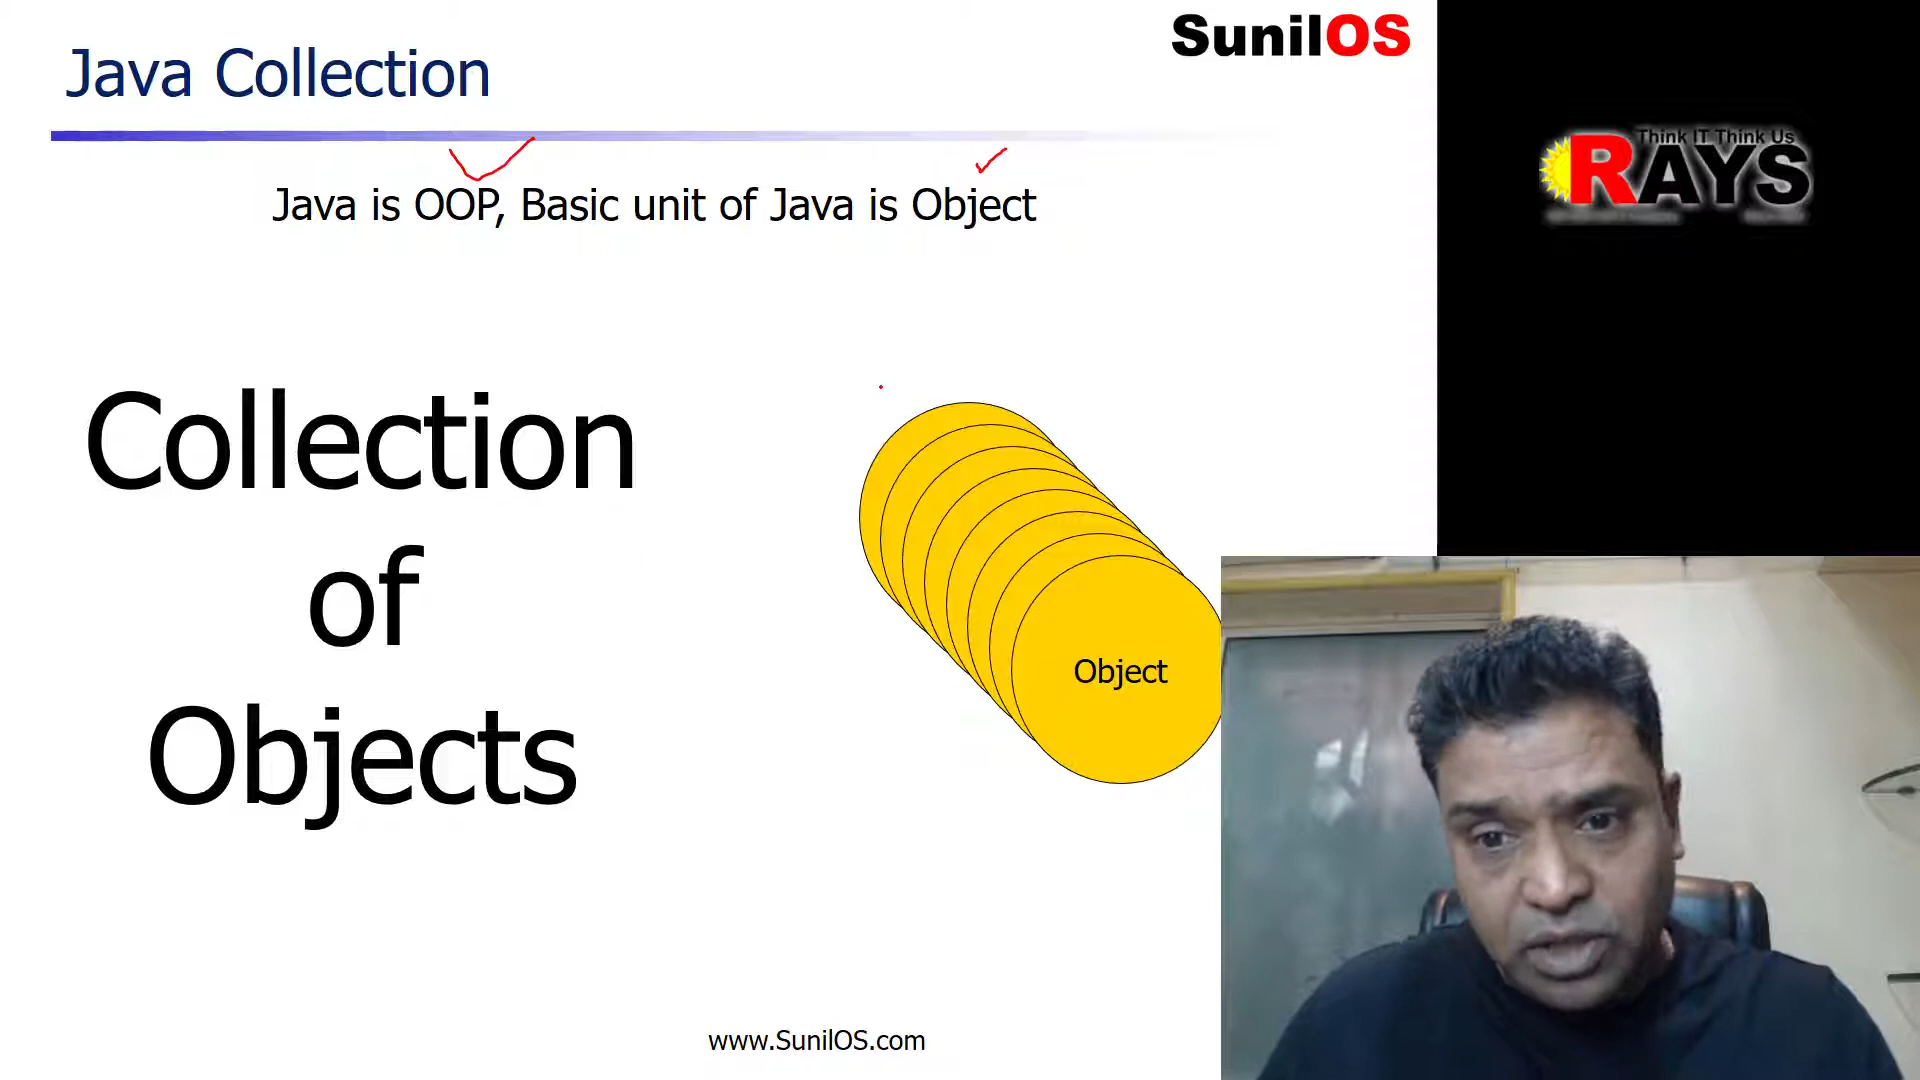 Java Collection
SunilOS
Think IT Think Us
RAYS
Java is OOP, Basic unit of Java is Object
Collection
of
Objects
Object
www.SunilOS.com